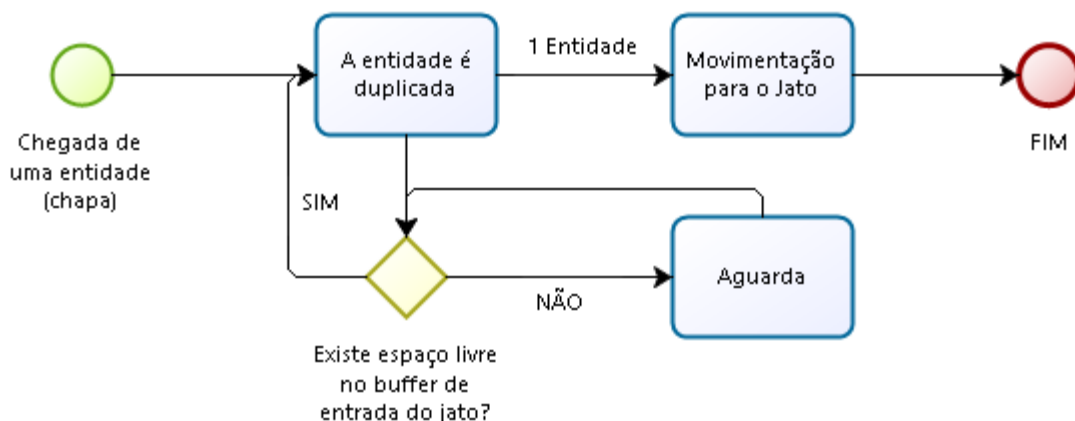 A entidade é
duplicada
1 Entidade
Movimentação
para o Jato
Chegada de
uma entidade
(chapa)
FIM
SIM
NÃO
Aguarda
Existe espaço livre
no buffer de
entrada do jato?